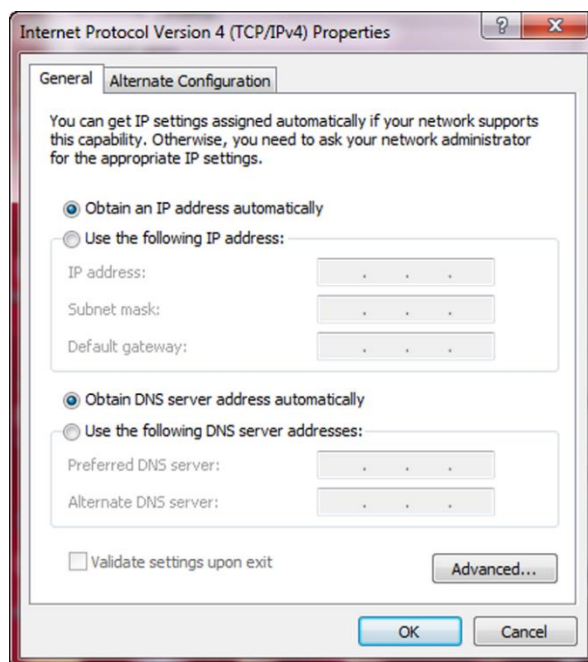 Internet Protocol Version 4 (TCP/IPv4) Properties
General
Alternate Configuration
You can get IP settings assigned automatically if your network supports
this capability. Otherwise, you need to ask your network administrator
for the appropriate IP settings.
Obtain an IP address automatically
Use the following IP address:
IP address:
Subnet mask:
Default gateway:
Obtain DNS server address automatically
Use the following DNS server addresses:
Preferred DNS server:
Alternate DNS server:
Validate settings upon exit
Advanced...
OK
Cancel